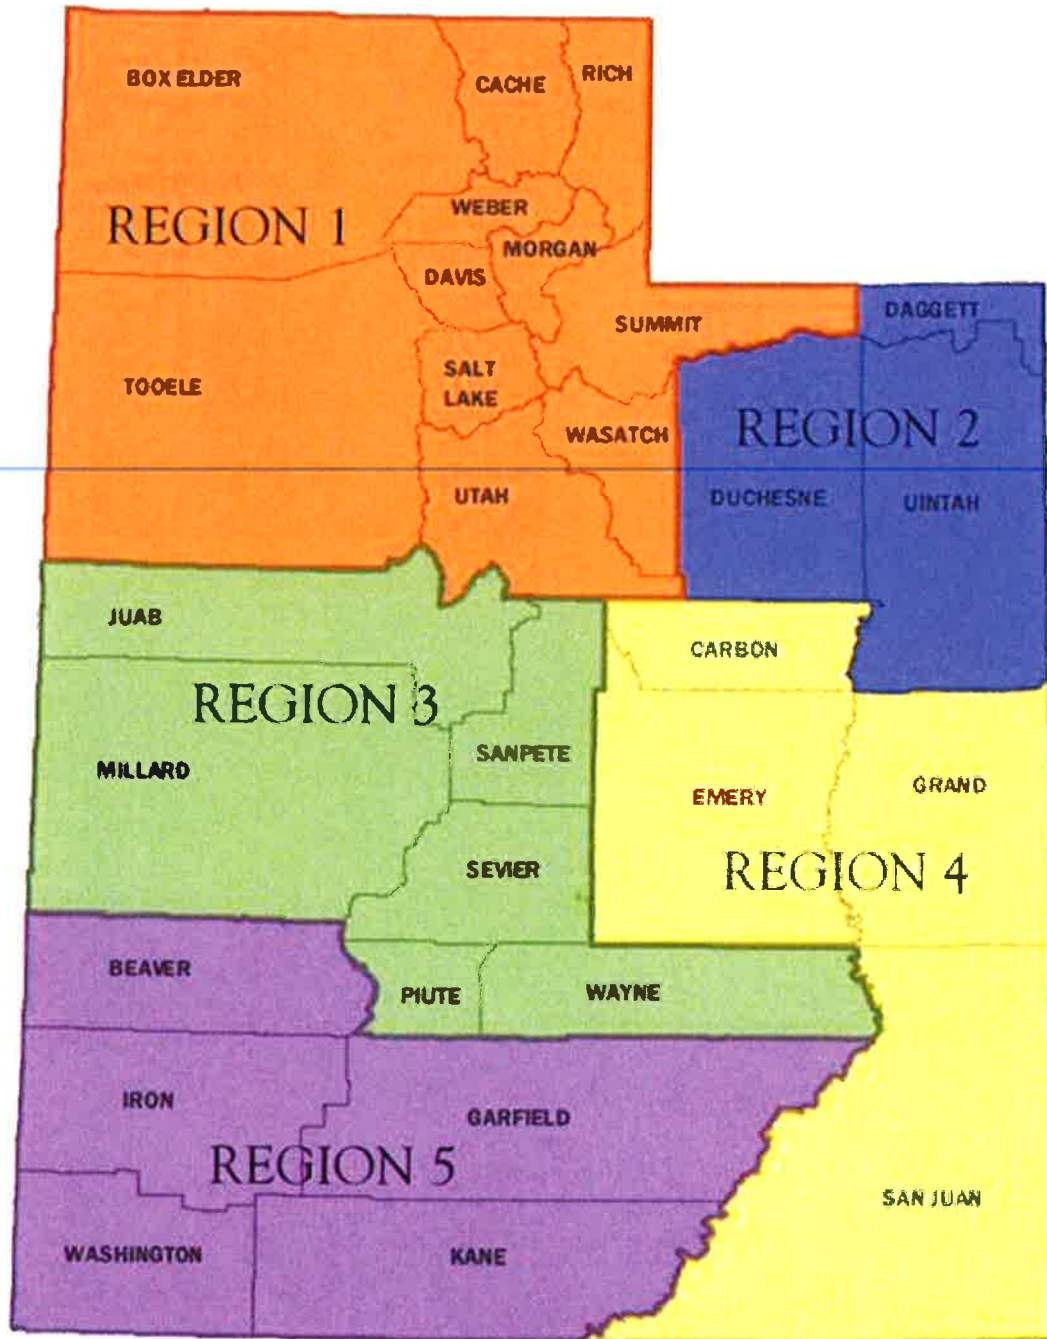 BOX ELDER
CACHE
RICH
REGION 1
WEBER
MORGAN
DAVIS
SUMMIT
DAGGETT
TOOELE
SALT
LAKE
WASATCH
REGION 2
UTAH
DUCHESNE
UINTAH
JUAB
CARBON
REGION 3
SANPETE
MILLARD
EMERY
GRAND
SEVIER
REGION 4
BEAVER
PIUTE
WAYNE
IRON
GARFIELD
REGION 5
SAN JUAN
WASHINGTON
KANE